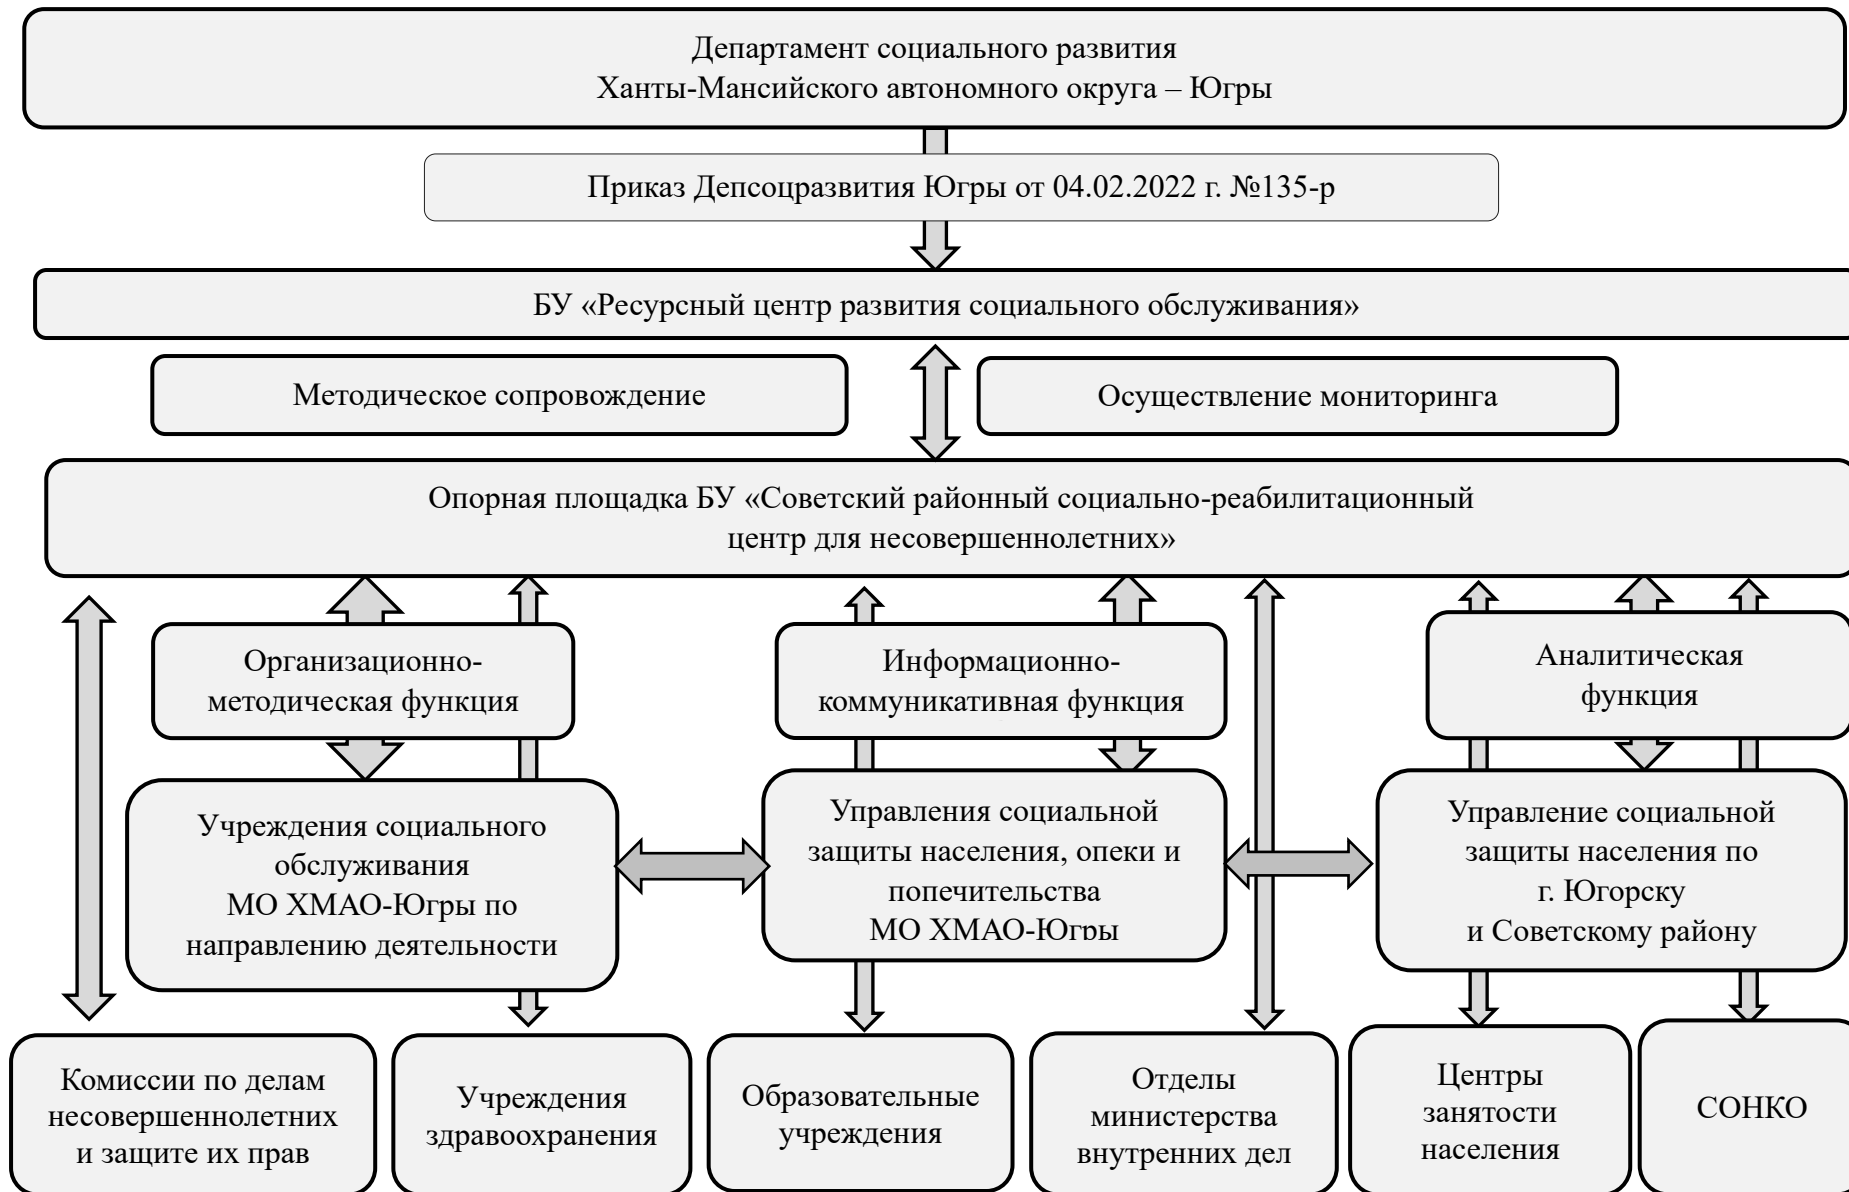 Департамент социального развития
Ханты-Мансийского автономного округа – Югры
Приказ Депсоцразвития Югры от 04.02.2022 г. №135-р
БУ «Ресурсный центр развития социального обслуживания»
Методическое сопровождение
Осуществление мониторинга
Опорная площадка БУ «Советский районный социально-реабилитационный
центр для несовершеннолетних»
Организационно-
методическая функция
Информационно-
коммуникативная функция
Аналитическая
функция
Учреждения социального
обслуживания
МО ХМАО-Югры по
направлению деятельности
Управления социальной
защиты населения, опеки и
попечительства
МО ХМАО-Югры
Управление социальной
защиты населения по
г. Югорску
и Советскому району
Комиссии по делам
несовершеннолетних
и защите их прав
Учреждения
здравоохранения
Образовательные
учреждения
Отделы
министерства
внутренних дел
Центры
занятости
населения
СОНКО